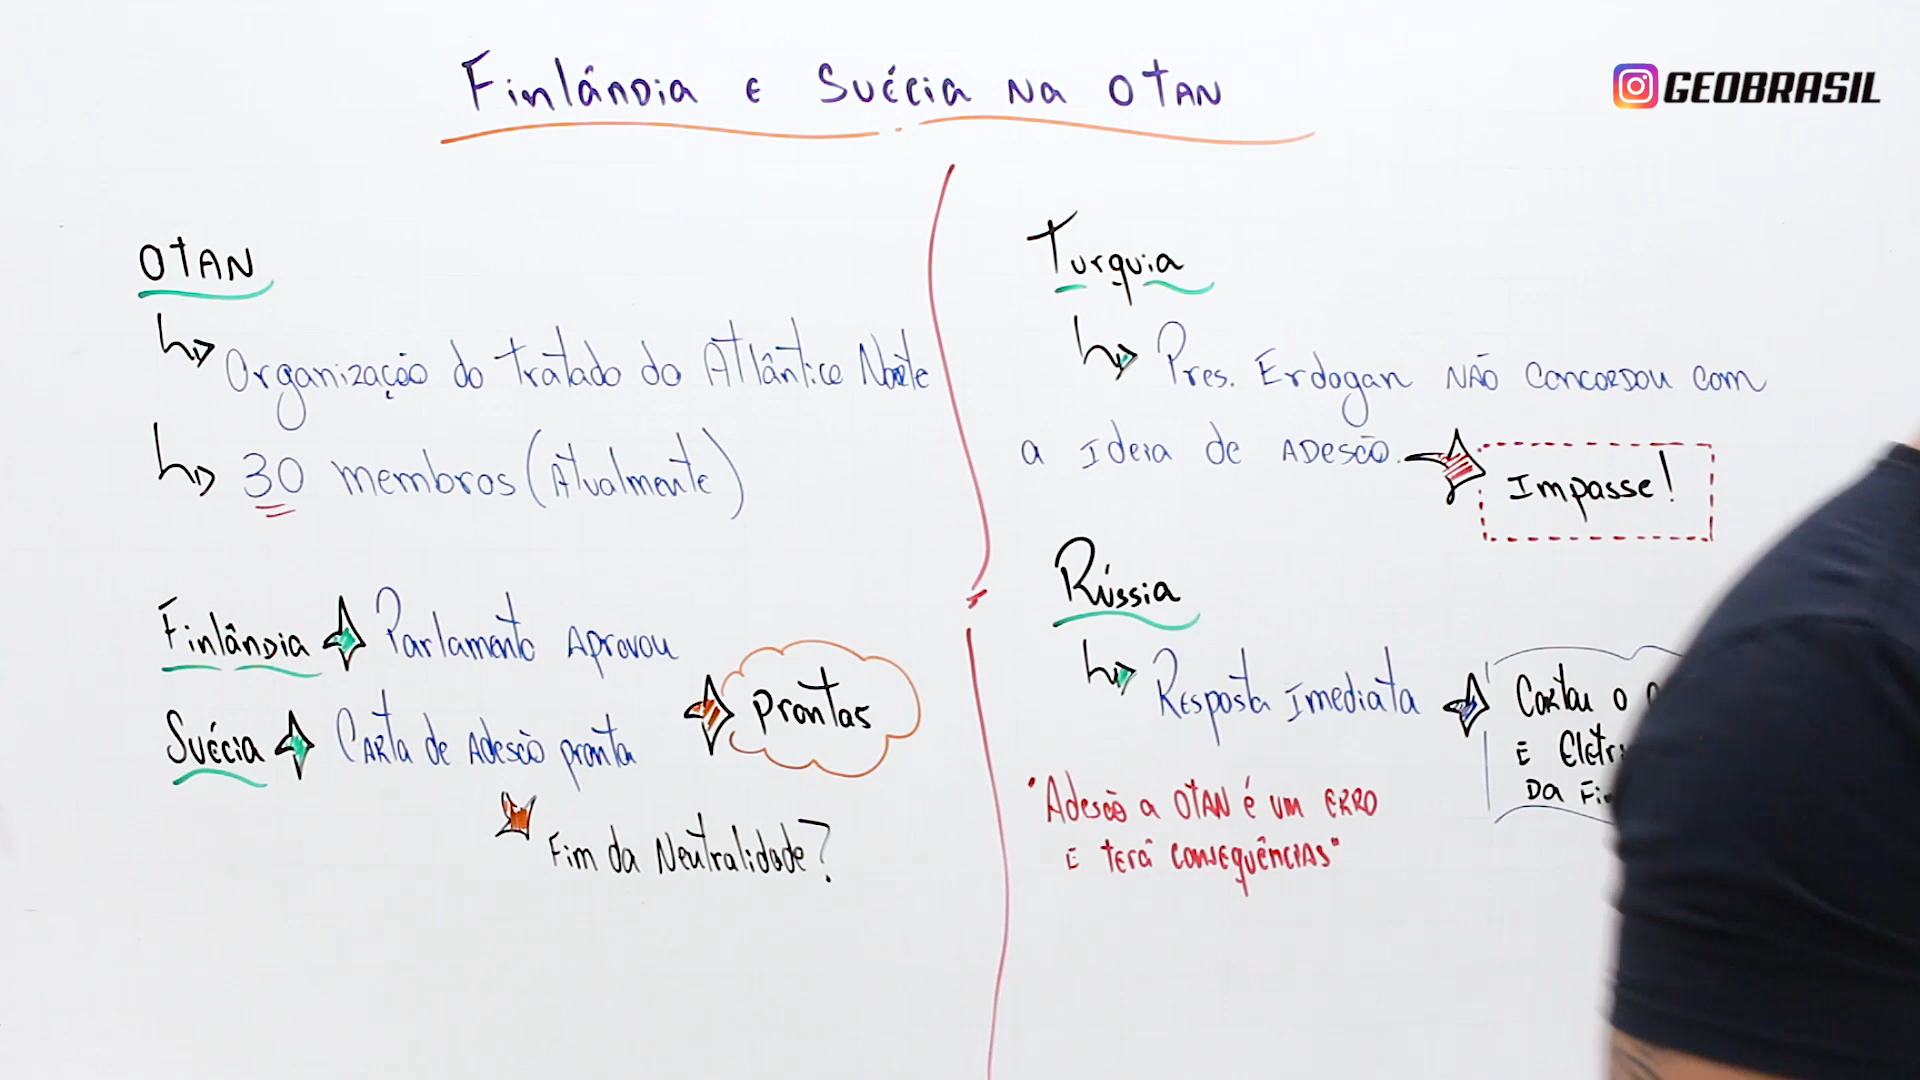 Finlândia e Suécia na OTAN
GEOBRASIL
OTAN
Organização do Tratado do Atlântico Norte
30 membros (Atualmente)
Finlândia Parlamento Aprovou
Suécia Carta de Adesão pronta
Prontas
Fim da Neutralidade?
Turquia
Pres. Erdogan NÃO concordou com
a Ideia de Adesão.
Impasse!
Rússia
Resposta Imediata
Cortou o
E
Da
"Adesão a OTAN é um ERRO
E terá consequências"